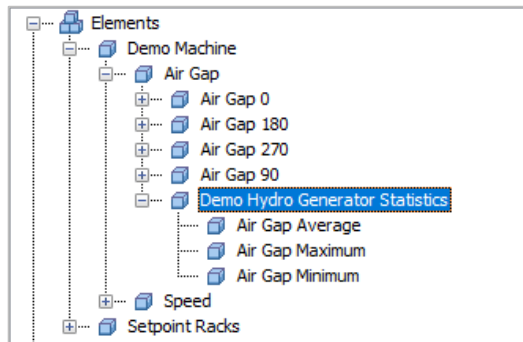 Elements
Demo Machine
Air Gap
Air Gap 0
Air Gap 180
Air Gap 270
Air Gap 90
Demo Hydro Generator Statistics
Air Gap Average
Air Gap Maximum
Air Gap Minimum
Speed
Setpoint Racks